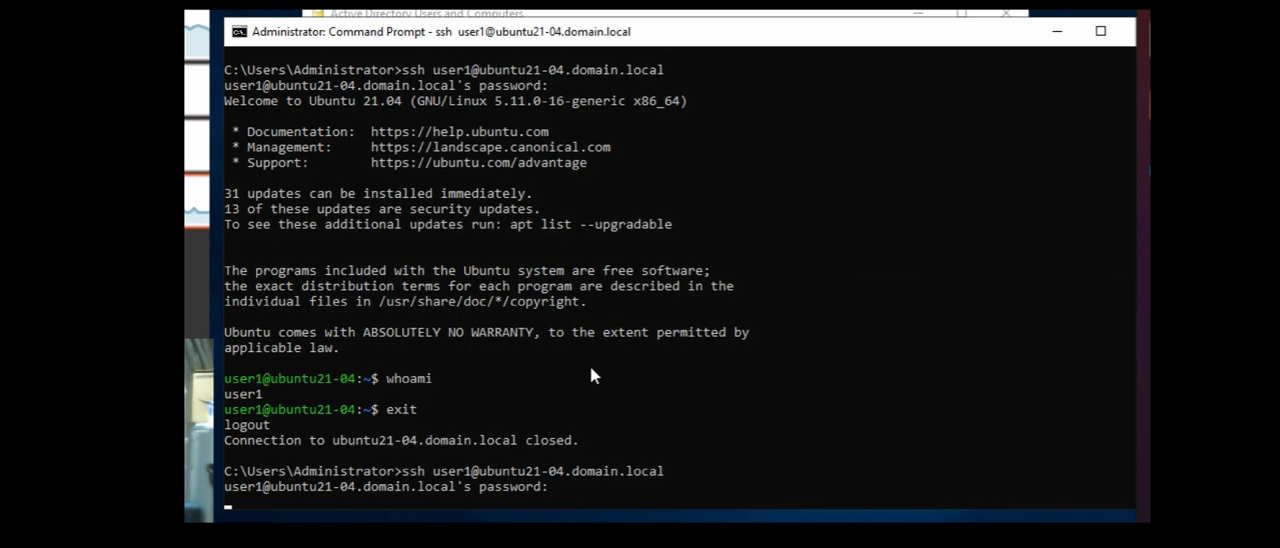 Active Directory Users and Computers
Administrator: Command Prompt - ssh  user1@ubuntu21-04.domain.local
C:\Users\Administrator>ssh user1@ubuntu21-04.domain.local
user1@ubuntu21-04.domain.local's password:
Welcome to Ubuntu 21.04 (GNU/Linux 5.11.0-16-generic x86_64)
 * Documentation:  https://help.ubuntu.com
 * Management:     https://landscape.canonical.com
 * Support:        https://ubuntu.com/advantage
31 updates can be installed immediately.
13 of these updates are security updates.
To see these additional updates run: apt list --upgradable
The programs included with the Ubuntu system are free software;
the exact distribution terms for each program are described in the
individual files in /usr/share/doc/*/copyright.
Ubuntu comes with ABSOLUTELY NO WARRANTY, to the extent permitted by
applicable law.
user1@ubuntu21-04:~$ whoami
user1
user1@ubuntu21-04:~$ exit
logout
Connection to ubuntu21-04.domain.local closed.
C:\Users\Administrator>ssh user1@ubuntu21-04.domain.local
user1@ubuntu21-04.domain.local's password: